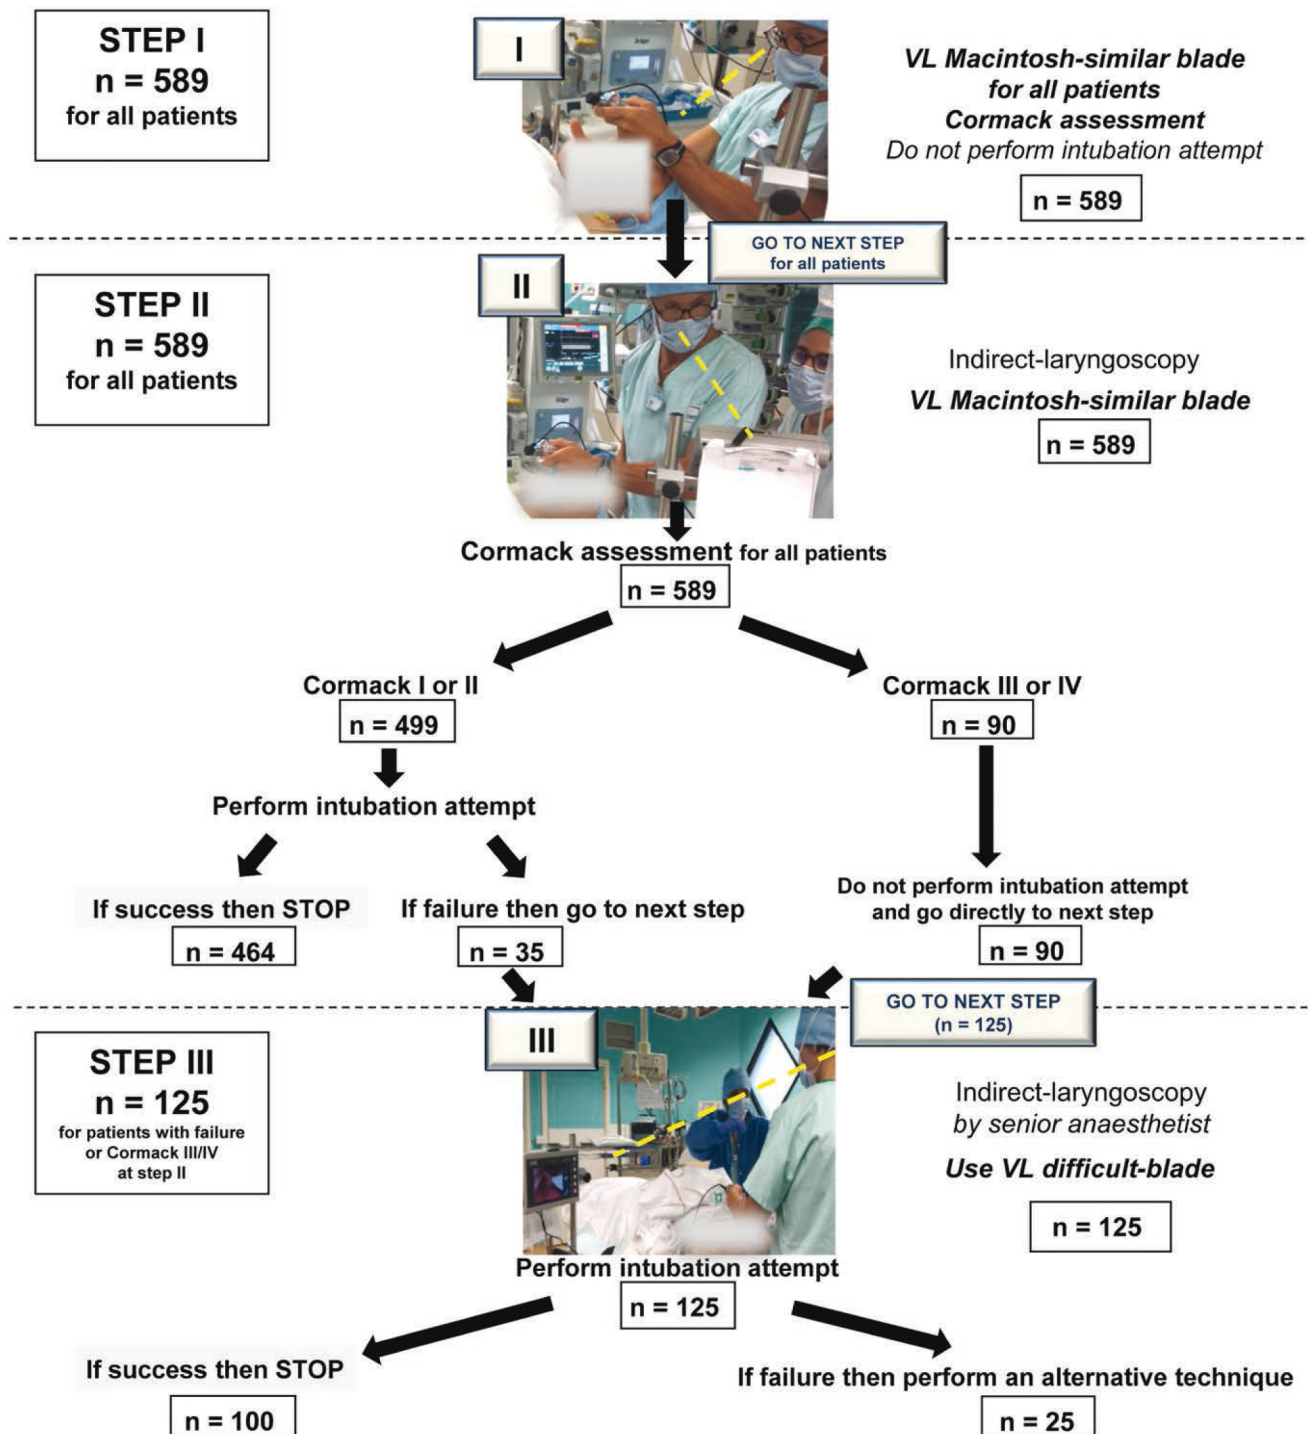 STEP I
n = 589
for all patients
I
VL Macintosh-similar blade
for all patients
Cormack assessment
Do not perform intubation attempt
n = 589
GO TO NEXT STEP
for all patients
STEP II
n = 589
for all patients
II
Indirect-laryngoscopy
VL Macintosh-similar blade
n = 589
Cormack assessment for all patients
n = 589
Cormack I or II
n = 499
Cormack III or IV
n = 90
Perform intubation attempt
If success then STOP
n = 464
If failure then go to next step
n = 35
Do not perform intubation attempt
and go directly to next step
n = 90
GO TO NEXT STEP
(n = 125)
STEP III
n = 125
for patients with failure
or Cormack III/IV
at step II
III
Indirect-laryngoscopy
by senior anaesthetist
Use VL difficult-blade
n = 125
Perform intubation attempt
n = 125
If success then STOP
n = 100
If failure then perform an alternative technique
n = 25